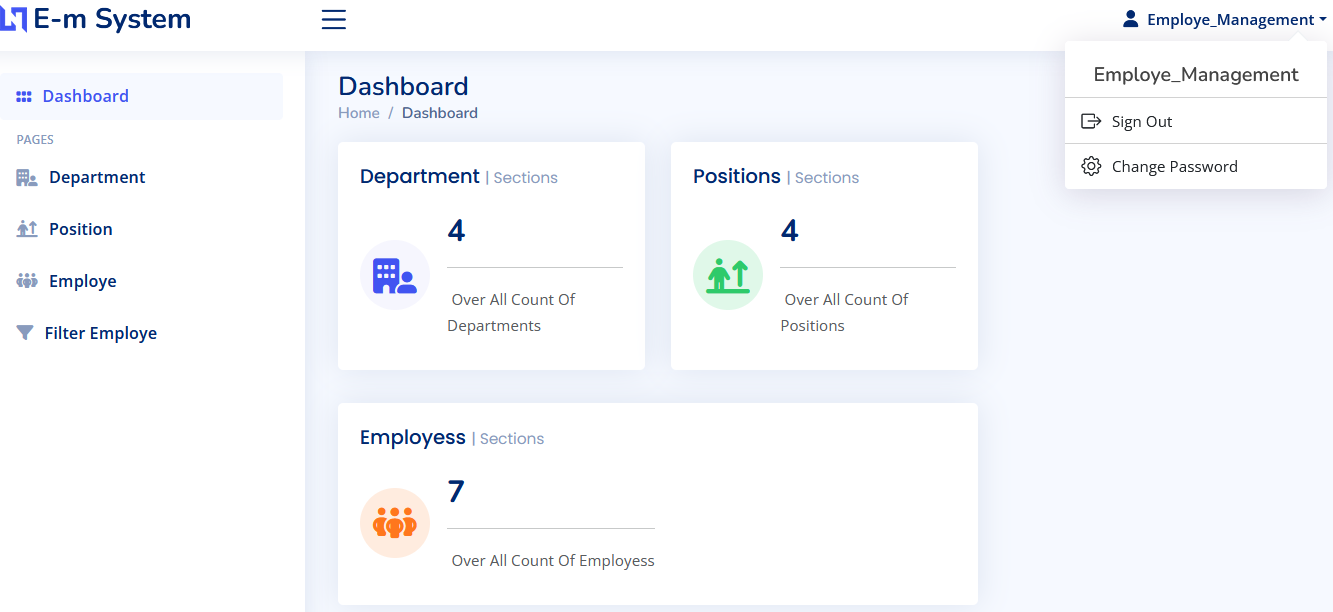 E-m System
Employe_Management
Employe_Management
Sign Out
Change Password
Dashboard
PAGES
Department
Position
Employe
Filter Employe
Dashboard
Home / Dashboard
Department | Sections
4
Over All Count Of
Departments
Positions | Sections
4
Over All Count Of
Positions
Employess | Sections
7
Over All Count Of Employess